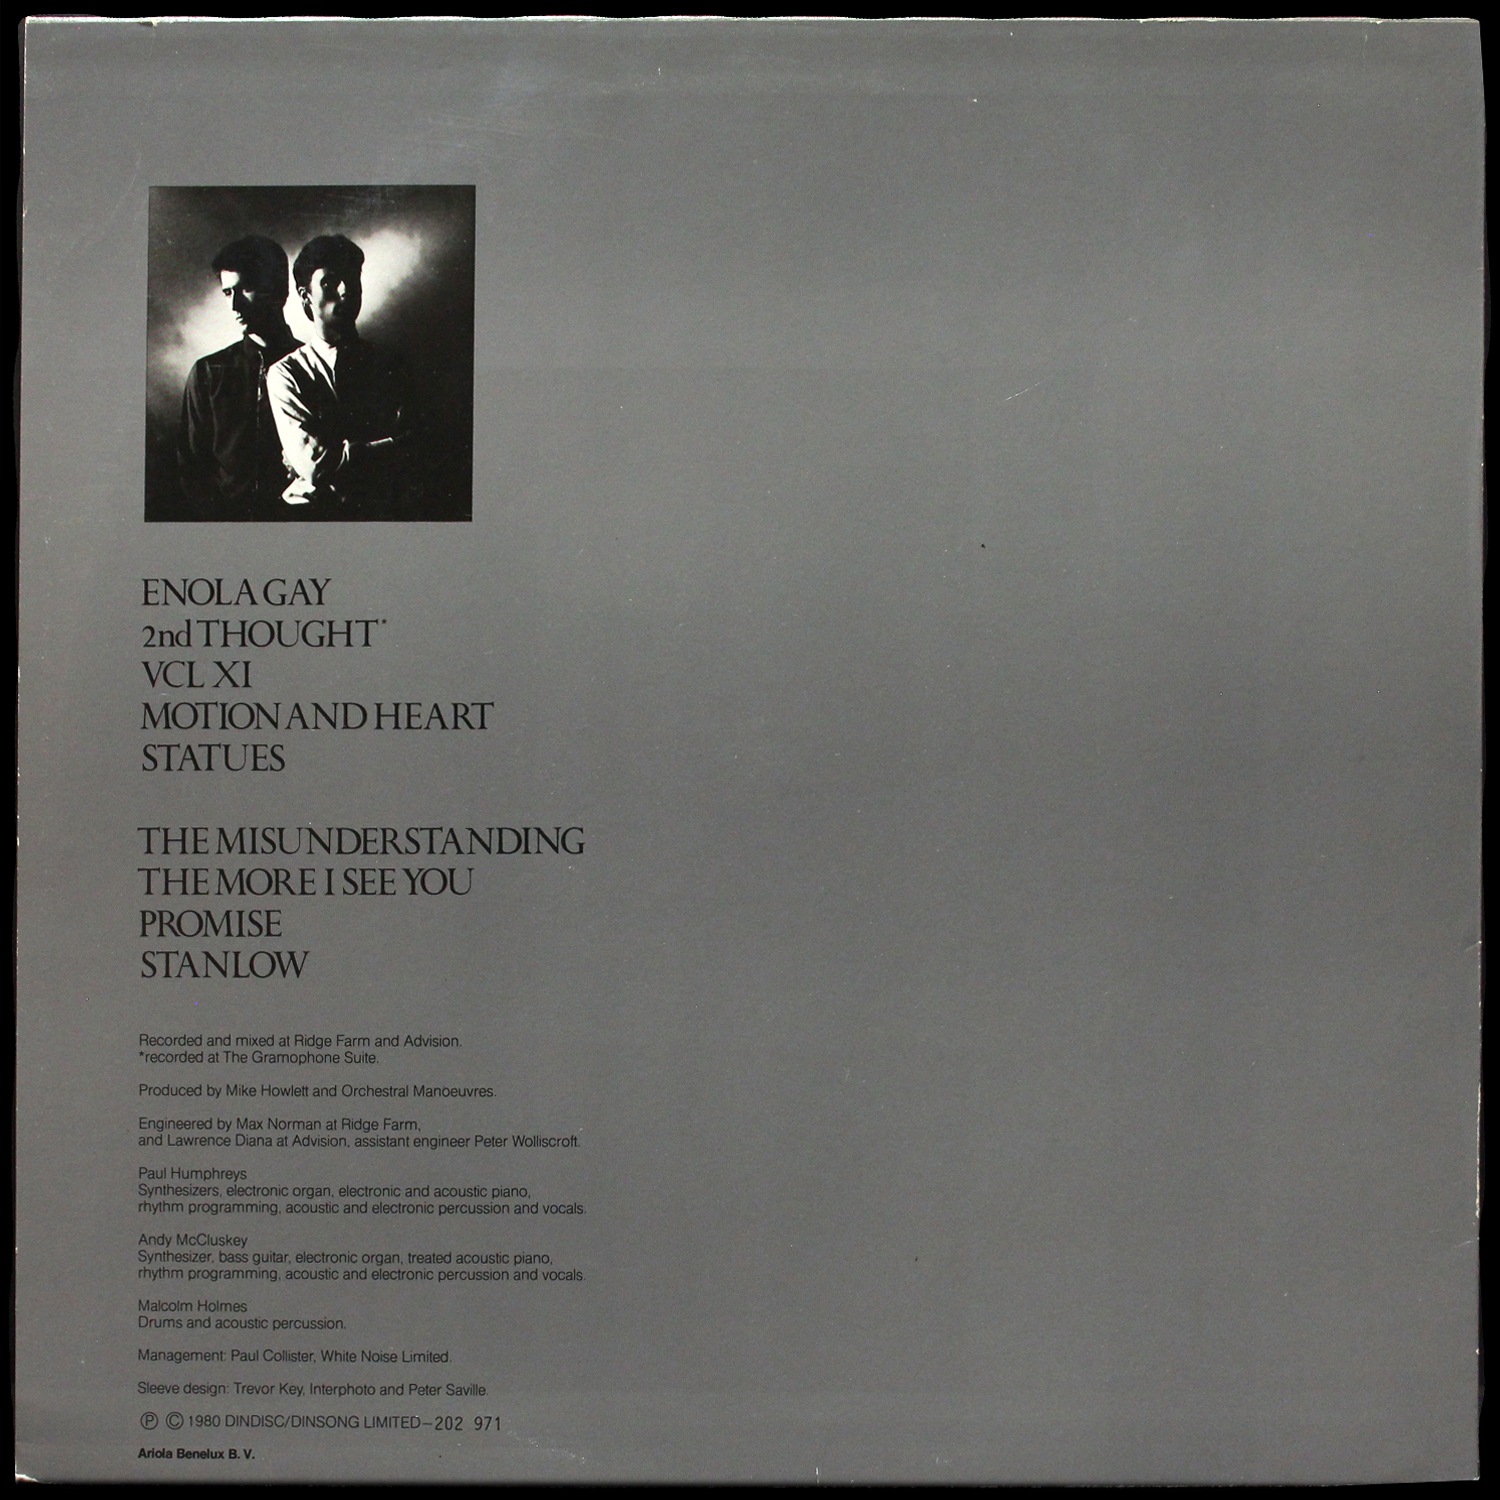 ENOLA GAY
2nd THOUGHT*
VCL XI
MOTION AND HEART
STATUES
THE MISUNDERSTANDING
THE MORE I SEE YOU
PROMISE
STANLOW
Recorded and mixed at Ridge Farm and Advision.
*recorded at The Gramophone Suite.
Produced by Mike Howlett and Orchestral Manoeuvres.
Engineered by Max Norman at Ridge Farm,
and Lawrence Diana at Advision, assistant engineer Peter Wolliscroft.
Paul Humphreys
Synthesizers, electronic organ, electronic and acoustic piano,
rhythm programming, acoustic and electronic percussion and vocals.
Andy McCluskey
Synthesizer, bass guitar, electronic organ, treated acoustic piano,
rhythm programming, acoustic and electronic percussion and vocals.
Malcolm Holmes
Drums and acoustic percussion.
Management: Paul Collister, White Noise Limited.
Sleeve design: Trevor Key, Interphoto and Peter Saville.
℗ © 1980 DINDISC/DINSONG LIMITED—202 971
Ariola Benelux B. V.